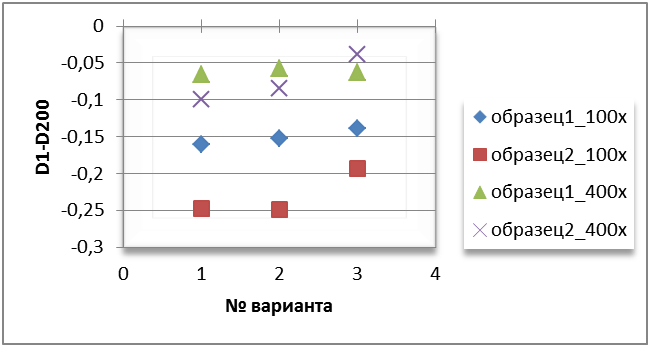 0
-0,05
-0,1
-0,15
-0,2
-0,25
-0,3
D1-D200
0 1 2 3 4
№ варианта
образец1_100x
образец2_100x
образец1_400x
образец2_400x